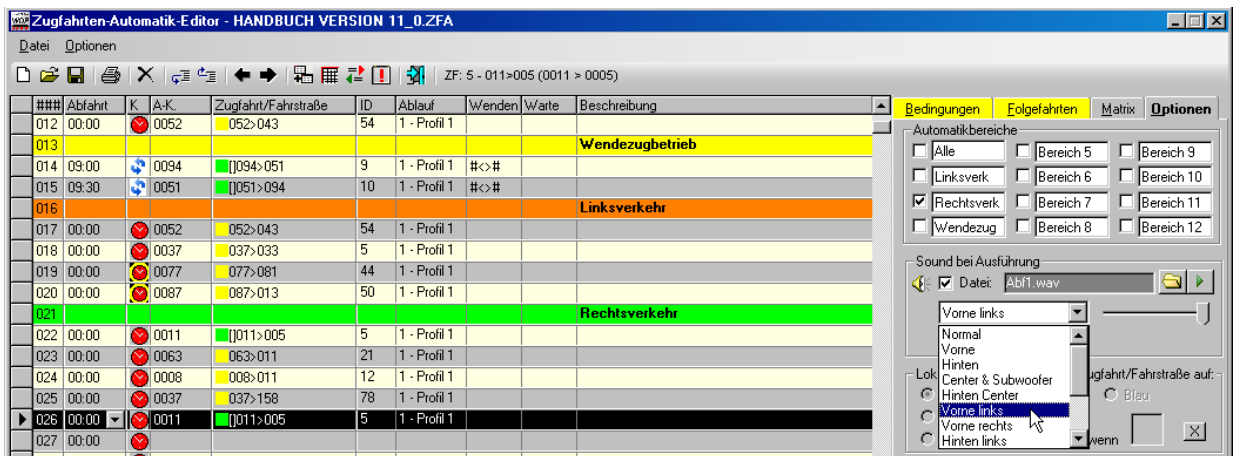 Zugfahrten-Automatik-Editor - HANDBUCH VERSION 11_0.ZFA
Datei Optionen
ZF: 5 - 011>005 (0011 > 0005)
### Abfahrt K A-K. Zugfahrt/Fahrstraße ID Ablauf Wenden Warte Beschreibung
012 00:00 0052 052>043 54 1 - Profil 1
013 Wendezugbetrieb
014 09:00 0094 []094>051 9 1 - Profil 1 #<>#
015 09:30 0051 []051>094 10 1 - Profil 1 #<>#
016 Linksverkehr
017 00:00 0052 052>043 54 1 - Profil 1
018 00:00 0037 037>033 5 1 - Profil 1
019 00:00 0077 077>081 44 1 - Profil 1
020 00:00 0087 087>013 50 1 - Profil 1
021 Rechtsverkehr
022 00:00 0011 []011>005 5 1 - Profil 1
023 00:00 0063 063>011 21 1 - Profil 1
024 00:00 0008 008>011 12 1 - Profil 1
025 00:00 0037 037>158 78 1 - Profil 1
026 00:00 0011 []011>005 5 1 - Profil 1
027 00:00
Bedingungen Folgefahrten Matrix Optionen
Automatikbereiche
Alle Bereich 5 Bereich 9
Linksverk Bereich 6 Bereich 10
Rechtsverk Bereich 7 Bereich 11
Wendezug Bereich 8 Bereich 12
Sound bei Ausführung
Datei: Abf1.wav
Vorne links
Normal
Vorne
Hinten
Center & Subwoofer
Lok ugfahrt/Fahrstraße auf:
Hinten Center Blau
Vorne links
Vorne rechts
Hinten links wenn X